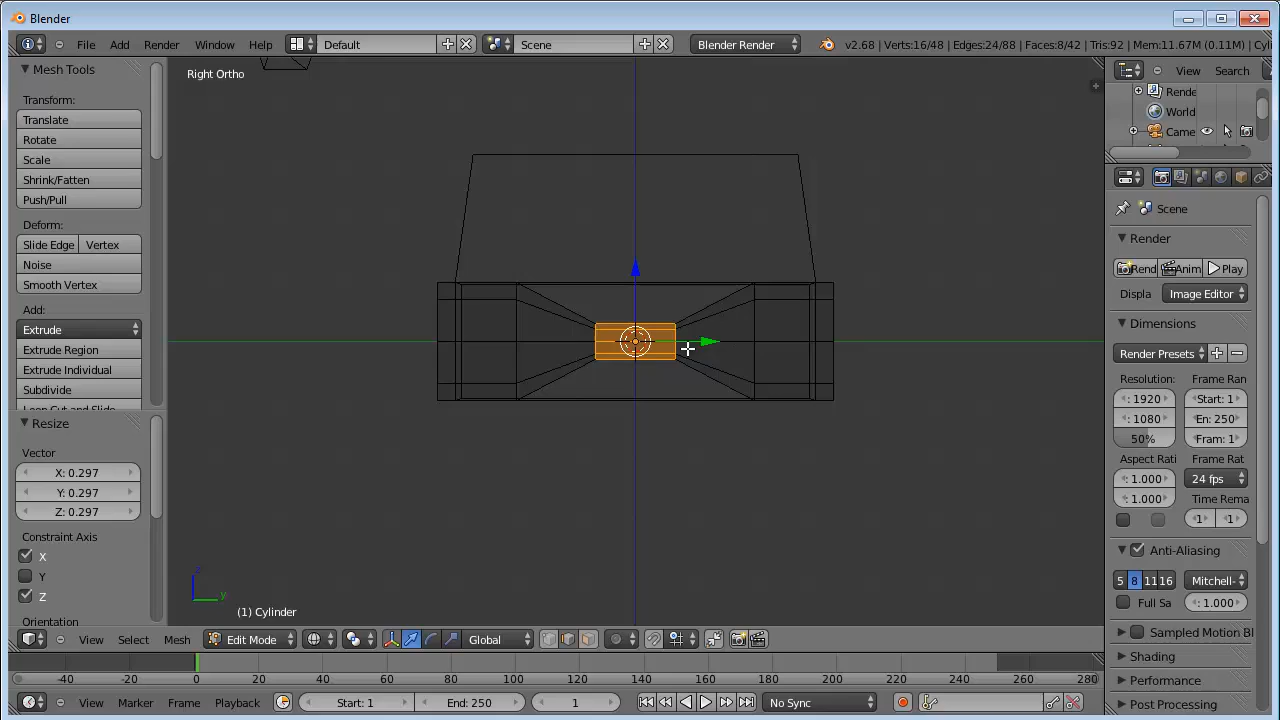 Blender
File Add Render Window Help Default Scene Blender Render v2.68 | Verts:16/48 | Edges:24/88 | Faces:8/42 | Tris:92 | Mem:11.67M (0.11M) | Cyli
Mesh Tools
Transform:
Translate
Rotate
Scale
Shrink/Fatten
Push/Pull
Deform:
Slide Edge Vertex
Noise
Smooth Vertex
Add:
Extrude
Extrude Region
Extrude Individual
Subdivide
Loop Cut and Slide
Resize
Vector
X: 0.297
Y: 0.297
Z: 0.297
Constraint Axis
X
Y
Z
Orientation
Right Ortho
z
y
(1) Cylinder
View Select Mesh Edit Mode Global
-40 -20 0 20 40 60 80 100 120 140 160 180 200 220 240 260 280
View Marker Frame Playback Start: 1 End: 250 1 No Sync
View Search
Rende
World
Came
Scene
Render
Rend Anim Play
Displa Image Editor
Dimensions
Render Presets
Resolution: Frame Ran
: 1920 Start: 1
: 1080 En: 250
50% Fram: 1
Aspect Rati Frame Rat
: 1.000 24 fps
: 1.000 Time Rema
1 1
Anti-Aliasing
5 8 11 16 Mitchell-
Full Sa : 1.000
Sampled Motion Bl
Shading
Performance
Post Processing